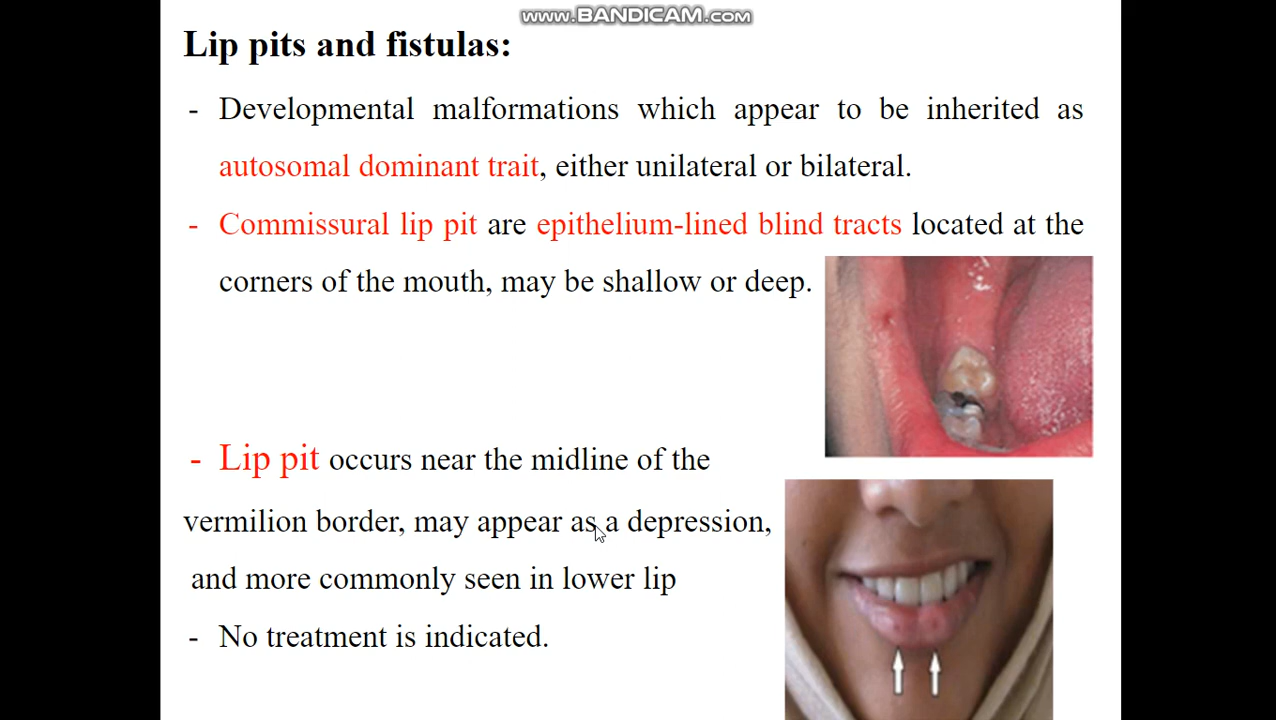 www.BANDICAM.com
Lip pits and fistulas:
- Developmental malformations which appear to be inherited as
autosomal dominant trait, either unilateral or bilateral.
- Commissural lip pit are epithelium-lined blind tracts located at the
corners of the mouth, may be shallow or deep.
- Lip pit occurs near the midline of the
vermilion border, may appear as a depression,
and more commonly seen in lower lip
- No treatment is indicated.